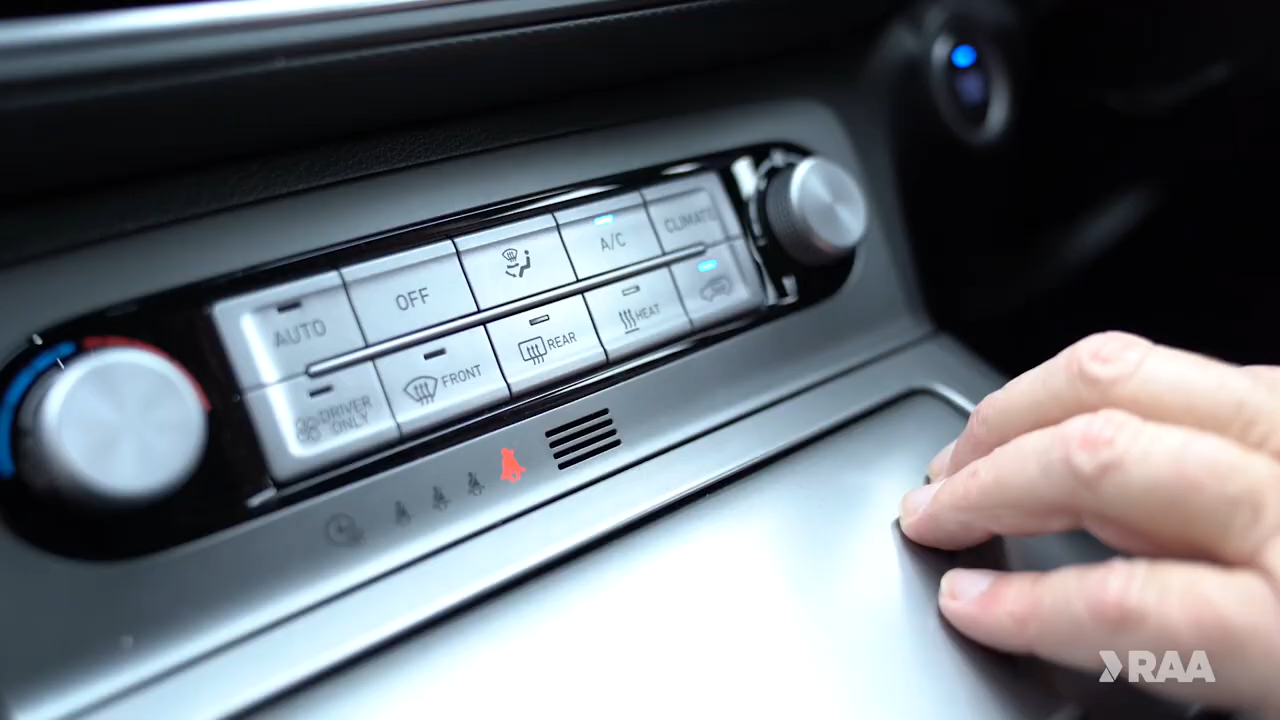 AUTO
OFF
A/C
CLIMATE
DRIVER
ONLY
FRONT
REAR
HEAT
RAA